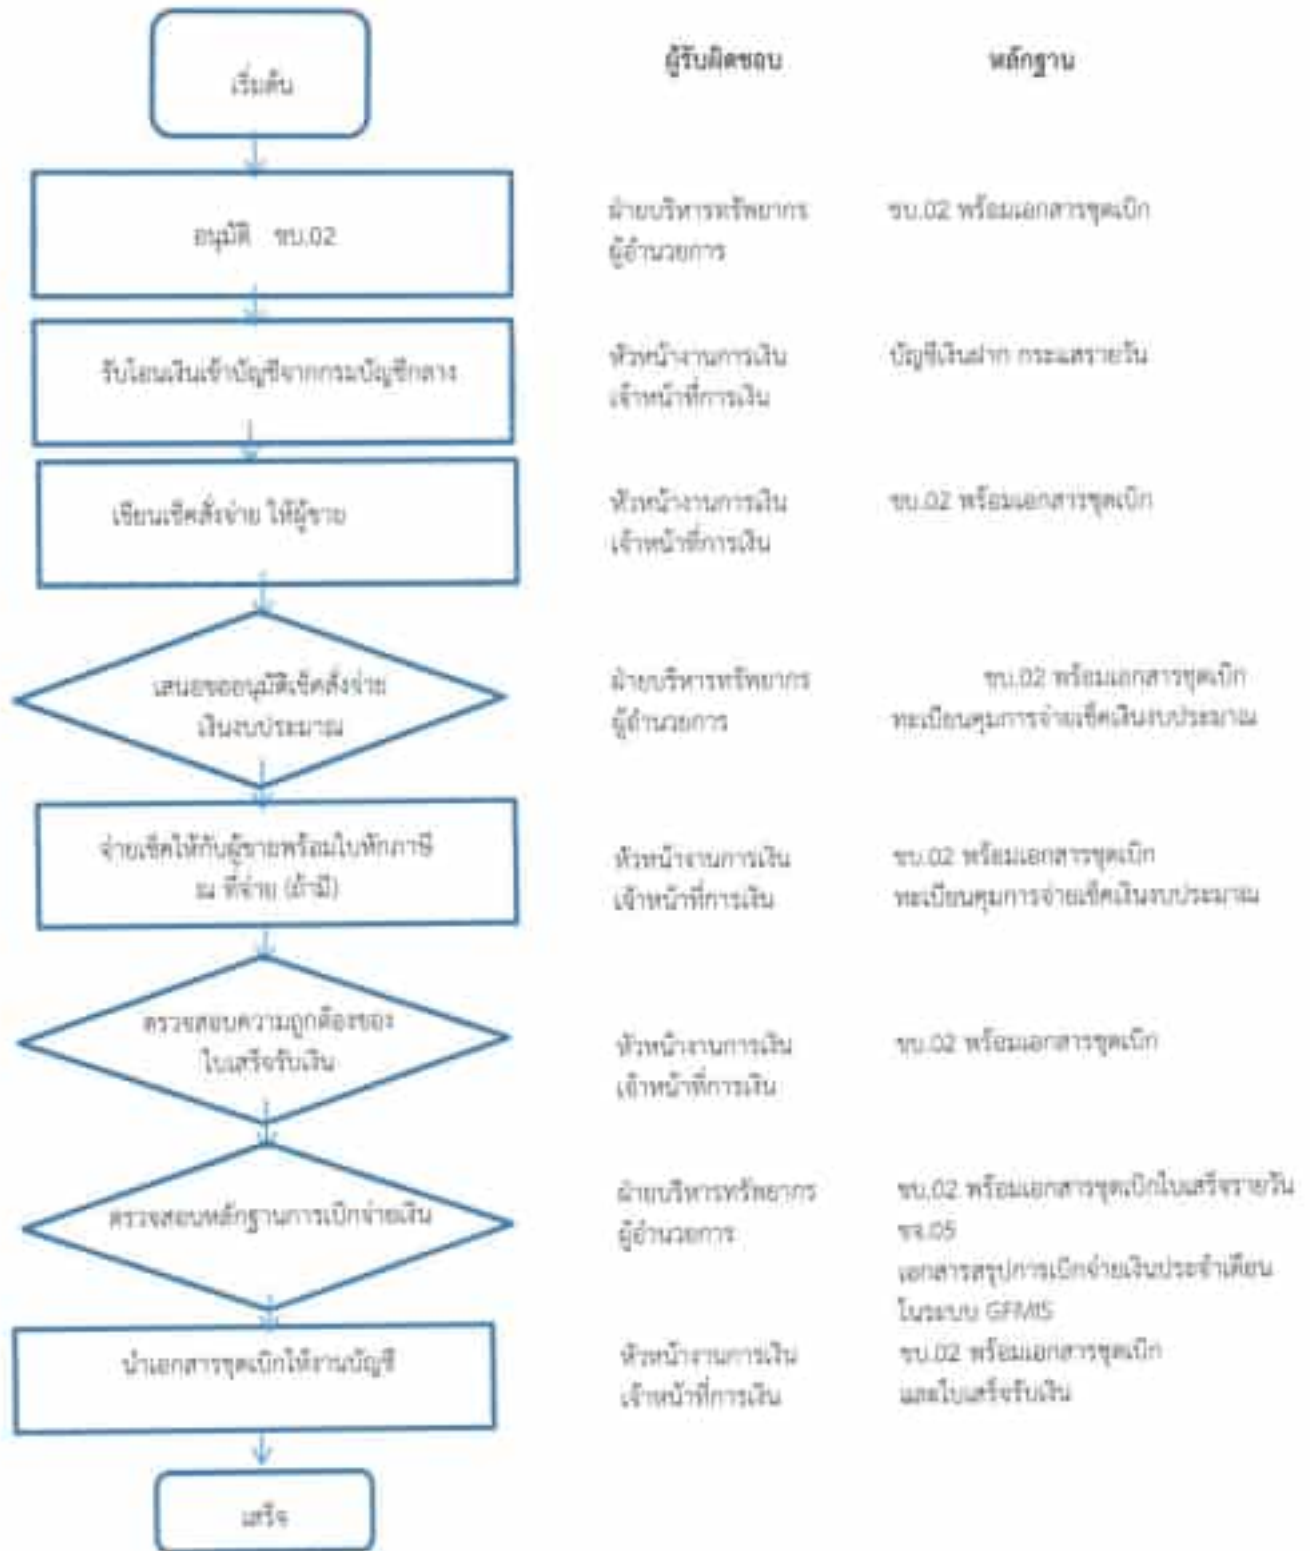 ผู้รับผิดชอบ หลักฐาน
เริ่มต้น
อนุมัติ ขบ.02
ฝ่ายบริหารทรัพยากร
ผู้อำนวยการ
ขบ.02 พร้อมเอกสารชุดเบิก
รับโอนเงินเข้าบัญชีจากกรมบัญชีกลาง
หัวหน้างานการเงิน
เจ้าหน้าที่การเงิน
บัญชีเงินฝาก กระแสรายวัน
เขียนเช็คสั่งจ่าย ให้ผู้ขาย
หัวหน้างานการเงิน
เจ้าหน้าที่การเงิน
ขบ.02 พร้อมเอกสารชุดเบิก
เสนอขออนุมัติเช็คสั่งจ่าย
เงินงบประมาณ
ฝ่ายบริหารทรัพยากร
ผู้อำนวยการ
ขบ.02 พร้อมเอกสารชุดเบิก
ทะเบียนคุมการจ่ายเช็คเงินงบประมาณ
จ่ายเช็คให้กับผู้ขายพร้อมใบหักภาษี
ณ ที่จ่าย (ถ้ามี)
หัวหน้างานการเงิน
เจ้าหน้าที่การเงิน
ขบ.02 พร้อมเอกสารชุดเบิก
ทะเบียนคุมการจ่ายเช็คเงินงบประมาณ
ตรวจสอบความถูกต้องของ
ใบเสร็จรับเงิน
หัวหน้างานการเงิน
เจ้าหน้าที่การเงิน
ขบ.02 พร้อมเอกสารชุดเบิก
ตรวจสอบหลักฐานการเบิกจ่ายเงิน
ฝ่ายบริหารทรัพยากร
ผู้อำนวยการ
ขบ.02 พร้อมเอกสารชุดเบิกใบเสร็จรายวัน
ขจ.05
เอกสารสรุปการเบิกจ่ายเงินประจำเดือน
ในระบบ GFMIS
นำเอกสารชุดเบิกให้งานบัญชี
หัวหน้างานการเงิน
เจ้าหน้าที่การเงิน
ขบ.02 พร้อมเอกสารชุดเบิก
และใบเสร็จรับเงิน
เสร็จ